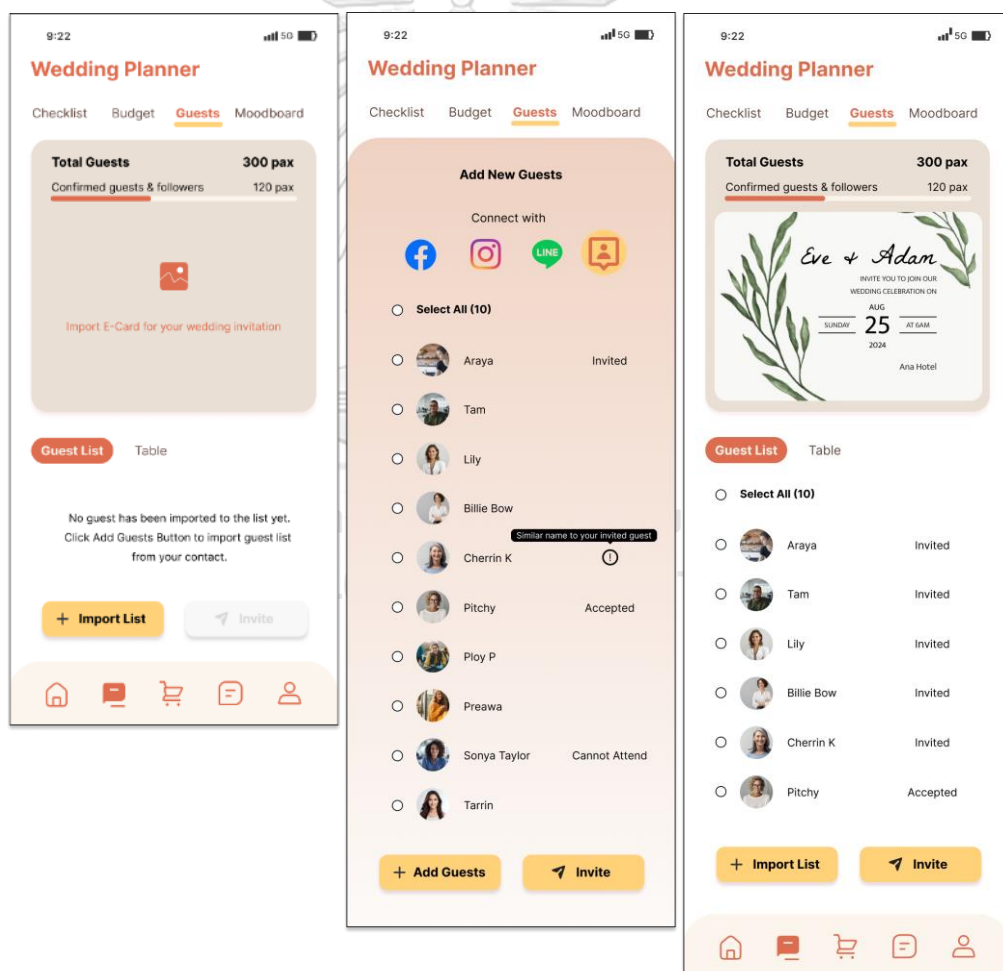 9:22
5G
Wedding Planner
Checklist Budget Guests Moodboard
Total Guests 300 pax
Confirmed guests & followers 120 pax
Import E-Card for your wedding invitation
Guest List Table
No guest has been imported to the list yet.
Click Add Guests Button to import guest list
from your contact.
+ Import List Invite
9:22
5G
Wedding Planner
Checklist Budget Guests Moodboard
Add New Guests
Connect with
LINE
Select All (10)
Araya Invited
Tam
Lily
Billie Bow
Similar name to your invited guest
Cherrin K
Pitchy Accepted
Ploy P
Preawa
Sonya Taylor Cannot Attend
Tarrin
+ Add Guests Invite
9:22
5G
Wedding Planner
Checklist Budget Guests Moodboard
Total Guests 300 pax
Confirmed guests & followers 120 pax
Eve & Adam
INVITE YOU TO JOIN OUR
WEDDING CELEBRATION ON
AUG
SUNDAY 25 AT 6AM
2024
Ana Hotel
Guest List Table
Select All (10)
Araya Invited
Tam Invited
Lily Invited
Billie Bow Invited
Cherrin K Invited
Pitchy Accepted
+ Import List Invite